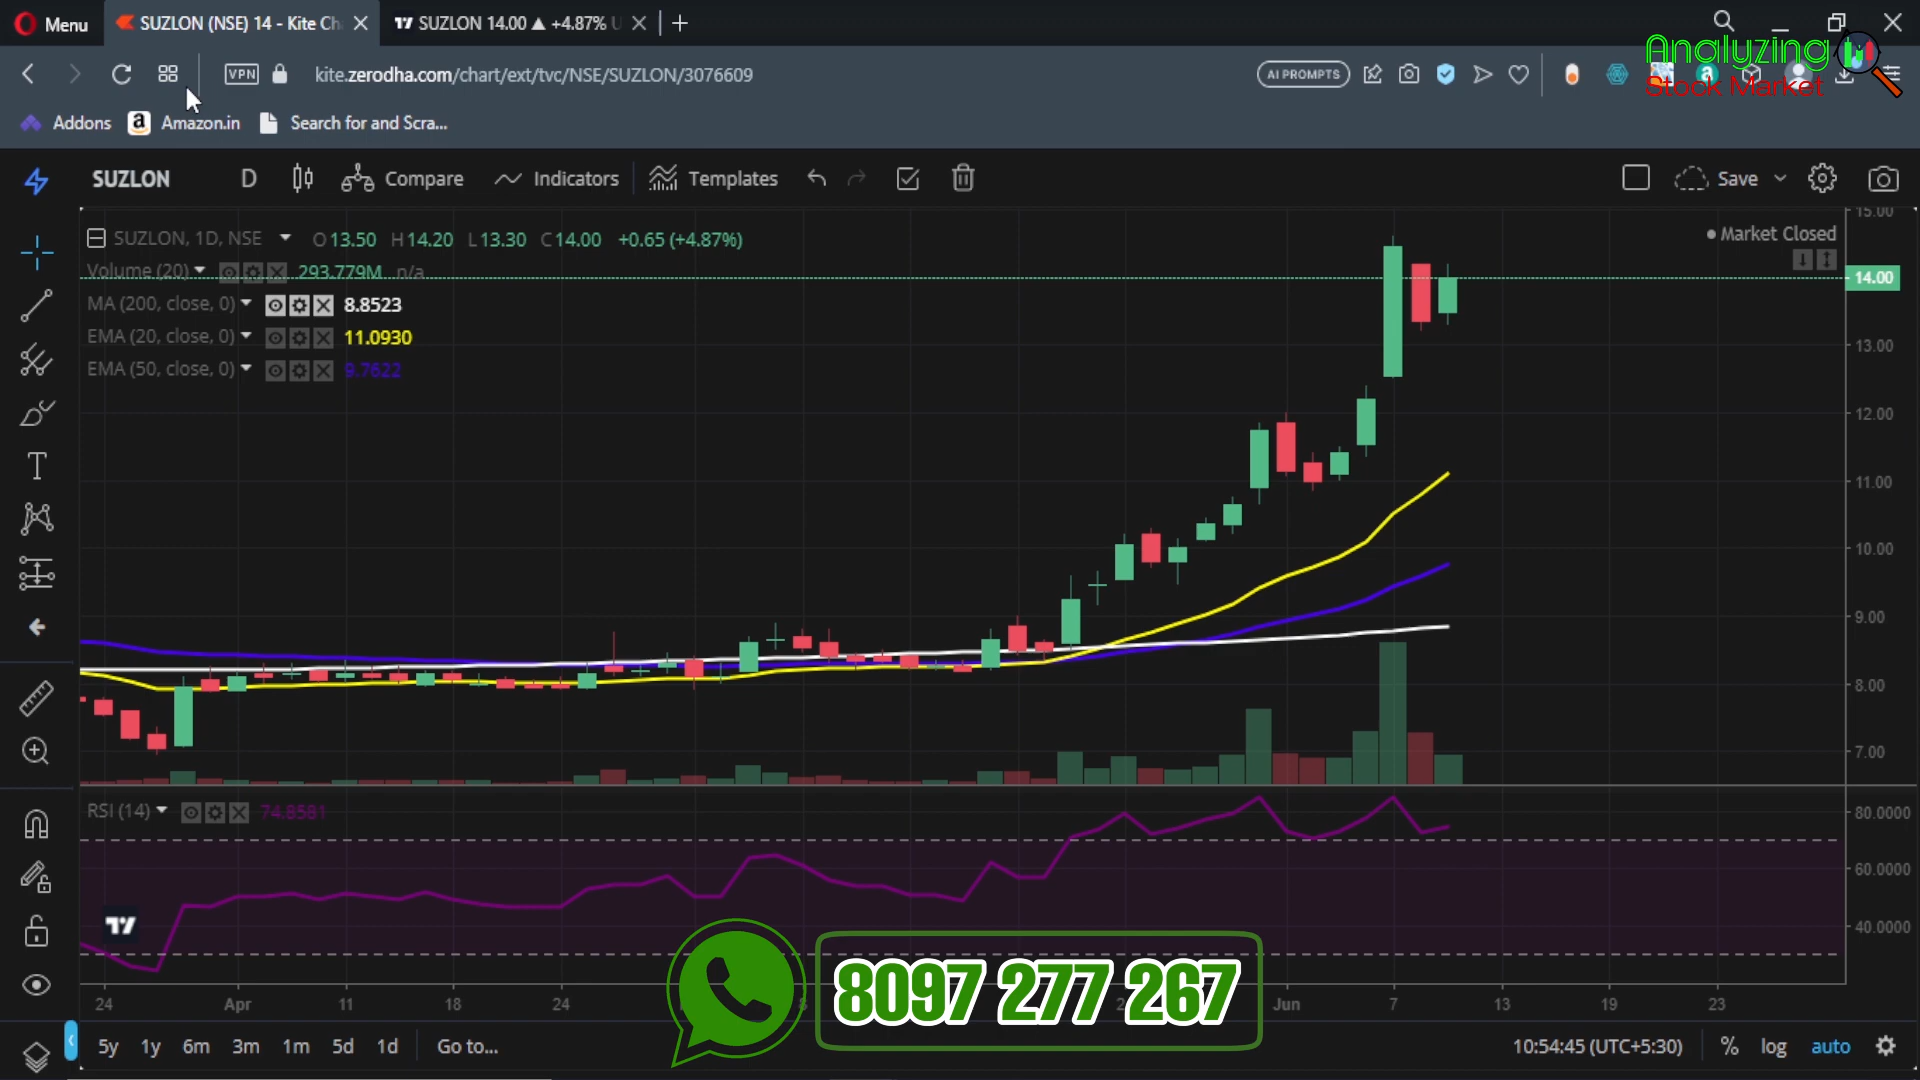 Menu
SUZLON (NSE) 14 - Kite Ch
SUZLON 14.00 ▲ +4.87% U
VPN
kite.zerodha.com/chart/ext/tvc/NSE/SUZLON/3076609
AI PROMPTS
Analyzing
Stock Market
Addons
Amazon.in
Search for and Scra...
SUZLON
D
Compare
Indicators
Templates
Save
SUZLON, 1D, NSE
O13.50 H14.20 L13.30 C14.00 +0.65 (+4.87%)
Market Closed
Volume (20) 293.779M n/a
MA (200, close, 0) 8.8523
EMA (20, close, 0) 11.0930
EMA (50, close, 0) 9.7622
15.00
14.00
13.00
12.00
11.00
10.00
9.00
8.00
7.00
RSI (14) 74.8581
80.0000
60.0000
40.0000
24 Apr 11 18 24 Jun 7 13 19 23
8097 277 267
5y 1y 6m 3m 1m 5d 1d Go to...
10:54:45 (UTC+5:30) % log auto